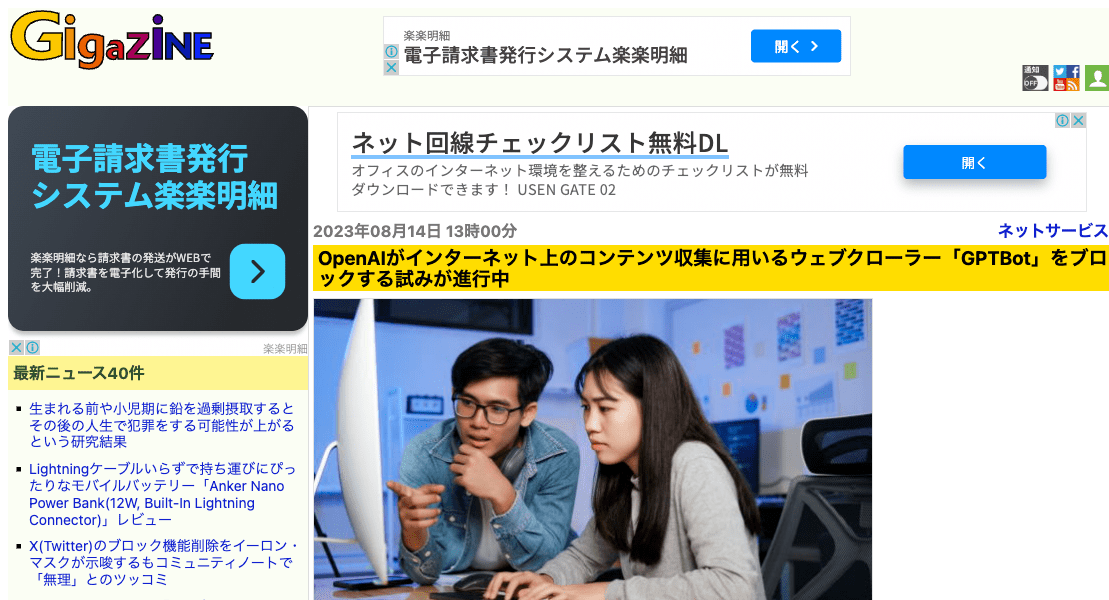 GIGAZINE
楽楽明細
電子請求書発行システム楽楽明細
開く
通知
OFF
電子請求書発行
システム楽楽明細
楽楽明細なら請求書の発送がWEBで
完了！請求書を電子化して発行の手間
を大幅削減。
楽楽明細
ネット回線チェックリスト無料DL
オフィスのインターネット環境を整えるためのチェックリストが無料
ダウンロードできます！ USEN GATE 02
開く
2023年08月14日 13時00分
ネットサービス
OpenAIがインターネット上のコンテンツ収集に用いるウェブクローラー「GPTBot」をブロ
ックする試みが進行中
最新ニュース40件
生まれる前や小児期に鉛を過剰摂取すると
その後の人生で犯罪をする可能性が上がる
という研究結果
Lightningケーブルいらずで持ち運びにぴっ
たりなモバイルバッテリー「Anker Nano
Power Bank(12W, Built-In Lightning
Connector)」レビュー
X(Twitter)のブロック機能削除をイーロン・
マスクが示唆するもコミュニティノートで
「無理」とのツッコミ